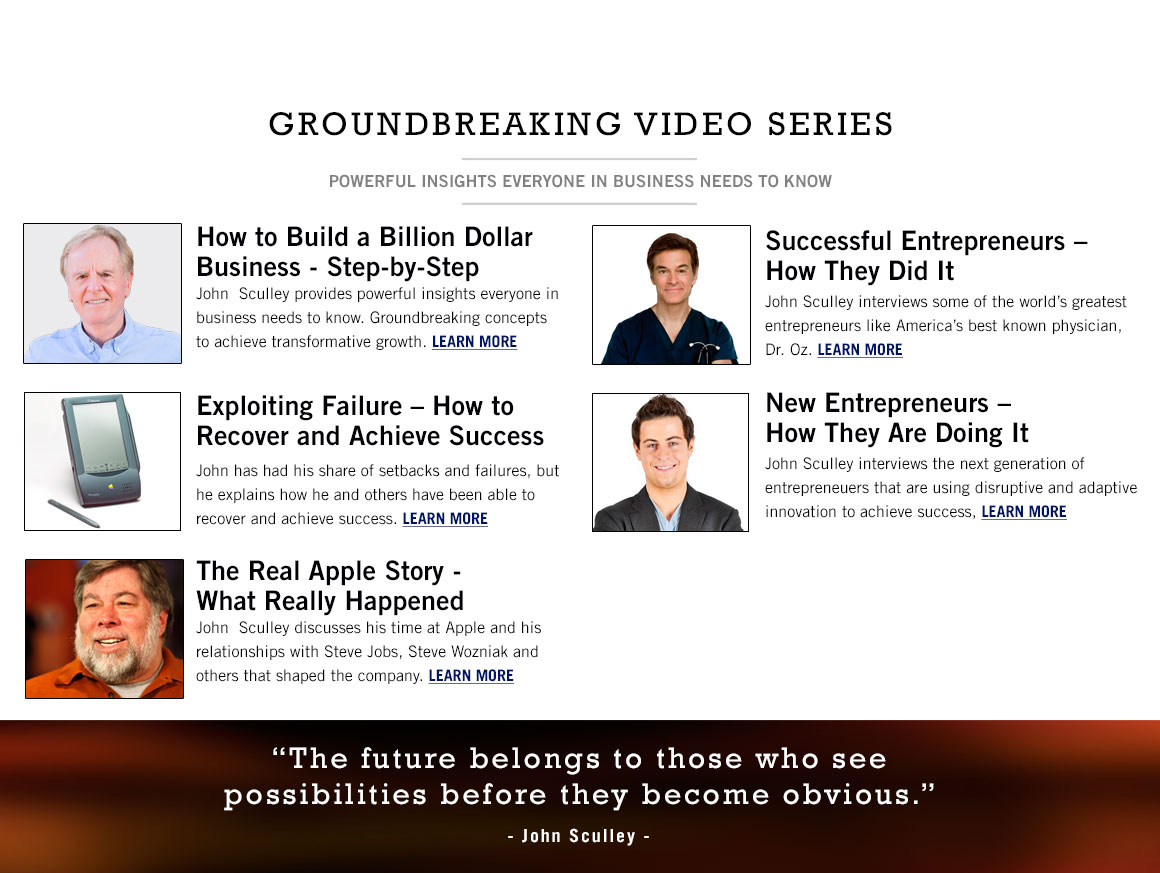 GROUNDBREAKING VIDEO SERIES
POWERFUL INSIGHTS EVERYONE IN BUSINESS NEEDS TO KNOW
How to Build a Billion Dollar
Business - Step-by-Step
John  Sculley provides powerful insights everyone in
business needs to know. Groundbreaking concepts
to achieve transformative growth. LEARN MORE
Exploiting Failure – How to
Recover and Achieve Success
John has had his share of setbacks and failures, but
he explains how he and others have been able to
recover and achieve success. LEARN MORE
The Real Apple Story -
What Really Happened
John  Sculley discusses his time at Apple and his
relationships with Steve Jobs, Steve Wozniak and
others that shaped the company. LEARN MORE
Successful Entrepreneurs –
How They Did It
John Sculley interviews some of the world’s greatest
entrepreneurs like America’s best known physician,
Dr. Oz. LEARN MORE
New Entrepreneurs –
How They Are Doing It
John Sculley interviews the next generation of
entrepreneuers that are using disruptive and adaptive
innovation to achieve success, LEARN MORE
“The future belongs to those who see
possibilities before they become obvious.”
- John Sculley -